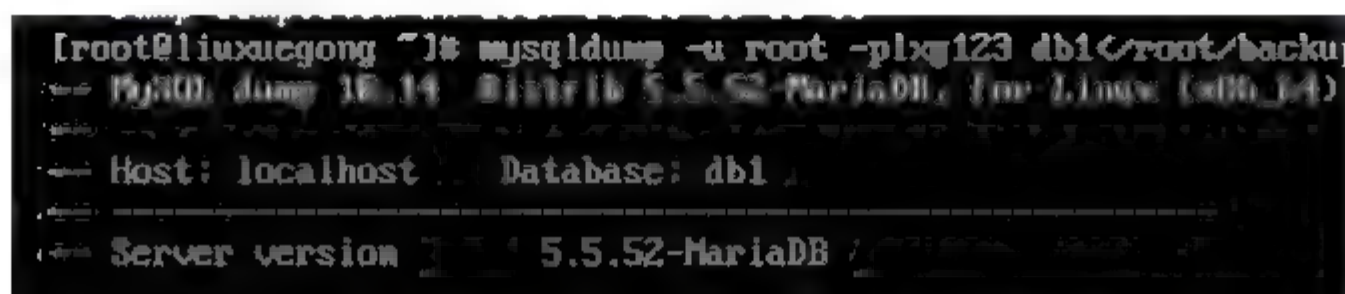 [root@liuxuegong ~]# mysqldump -u root -plxg123 db1</root/backup
-- MySQL dump 10.14  Distrib 5.5.52-MariaDB, for Linux (x86_64)
--
-- Host: localhost    Database: db1
-- ------------------------------------------------------
-- Server version 5.5.52-MariaDB